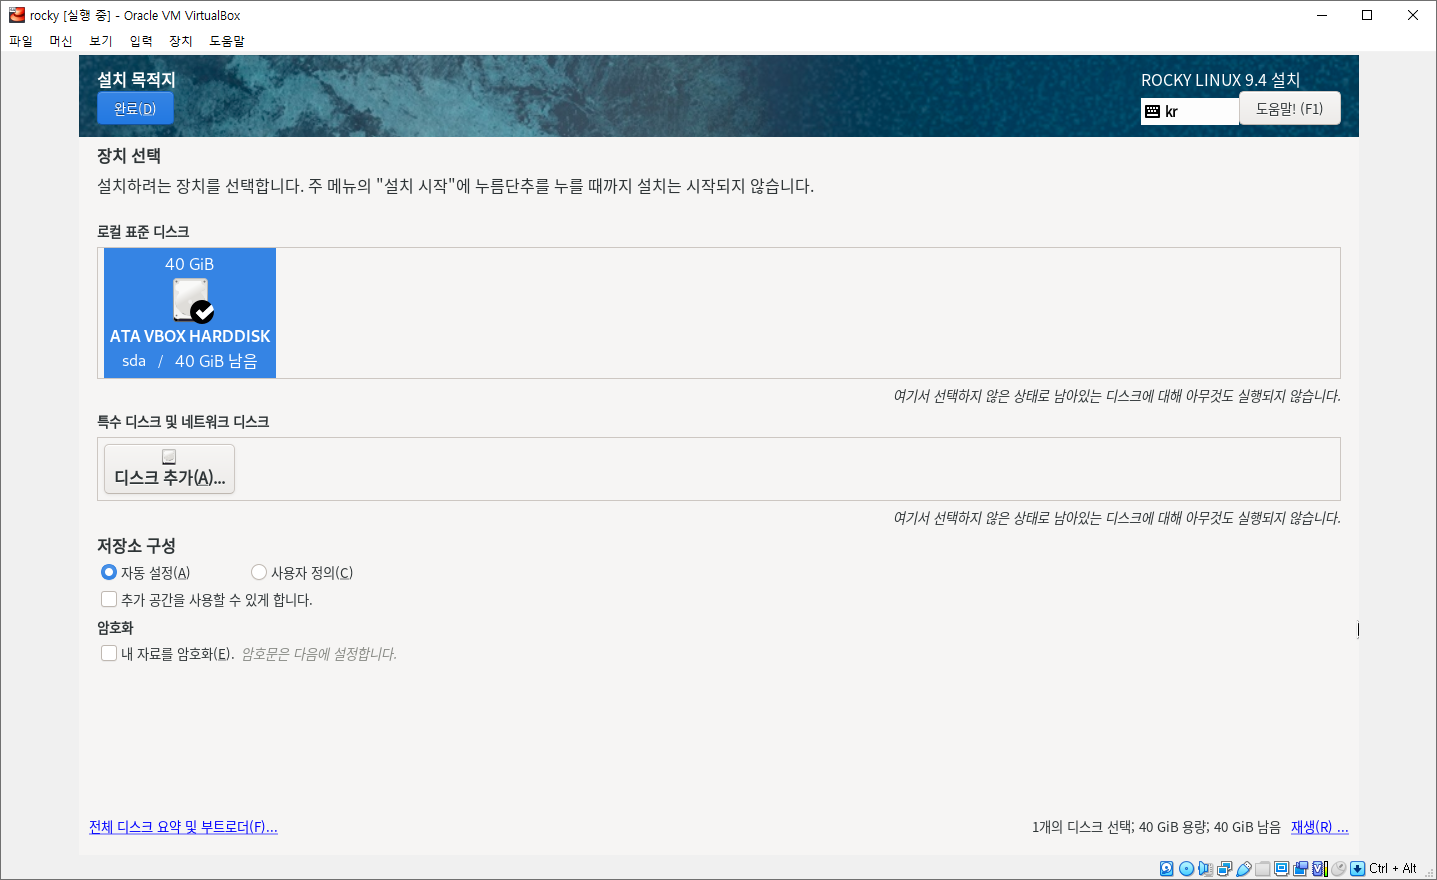 rocky [실행 중] - Oracle VM VirtualBox
파일 머신 보기 입력 장치 도움말
설치 목적지
ROCKY LINUX 9.4 설치
완료(D)
kr
도움말! (F1)
장치 선택
설치하려는 장치를 선택합니다. 주 메뉴의 "설치 시작"에 누름단추를 누를 때까지 설치는 시작되지 않습니다.
로컬 표준 디스크
40 GiB
ATA VBOX HARDDISK
sda / 40 GiB 남음
여기서 선택하지 않은 상태로 남아있는 디스크에 대해 아무것도 실행되지 않습니다.
특수 디스크 및 네트워크 디스크
디스크 추가(A)...
여기서 선택하지 않은 상태로 남아있는 디스크에 대해 아무것도 실행되지 않습니다.
저장소 구성
자동 설정(A) 사용자 정의(C)
추가 공간을 사용할 수 있게 합니다.
암호화
내 자료를 암호화(E). 암호문은 다음에 설정합니다.
전체 디스크 요약 및 부트로더(F)...
1개의 디스크 선택; 40 GiB 용량; 40 GiB 남음 재생(R) ...
Ctrl + Alt